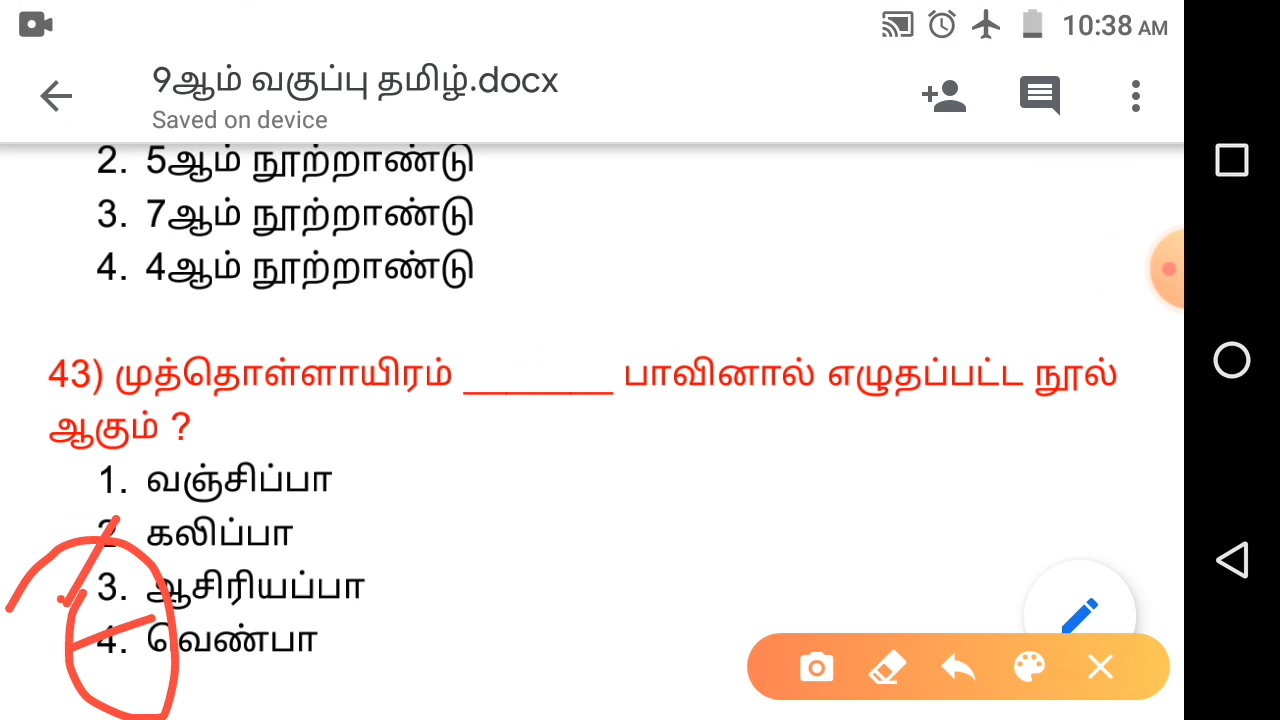 10:38 AM
9ஆம் வகுப்பு தமிழ்.docx
Saved on device
2. 5ஆம் நூற்றாண்டு
3. 7ஆம் நூற்றாண்டு
4. 4ஆம் நூற்றாண்டு
43) முத்தொள்ளாயிரம் _______ பாவினால் எழுதப்பட்ட நூல்
ஆகும் ?
1. வஞ்சிப்பா
2 கலிப்பா
3. ஆசிரியப்பா
4. வெண்பா